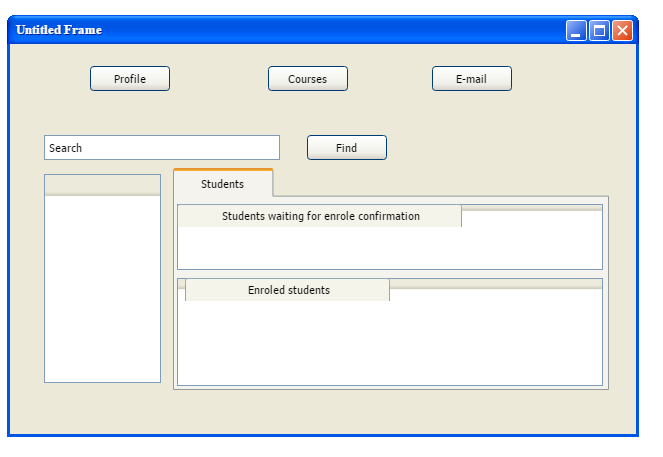 Untitled Frame
Profile
Courses
E-mail
Search
Find
Students
Students waiting for enrole confirmation
Enroled students